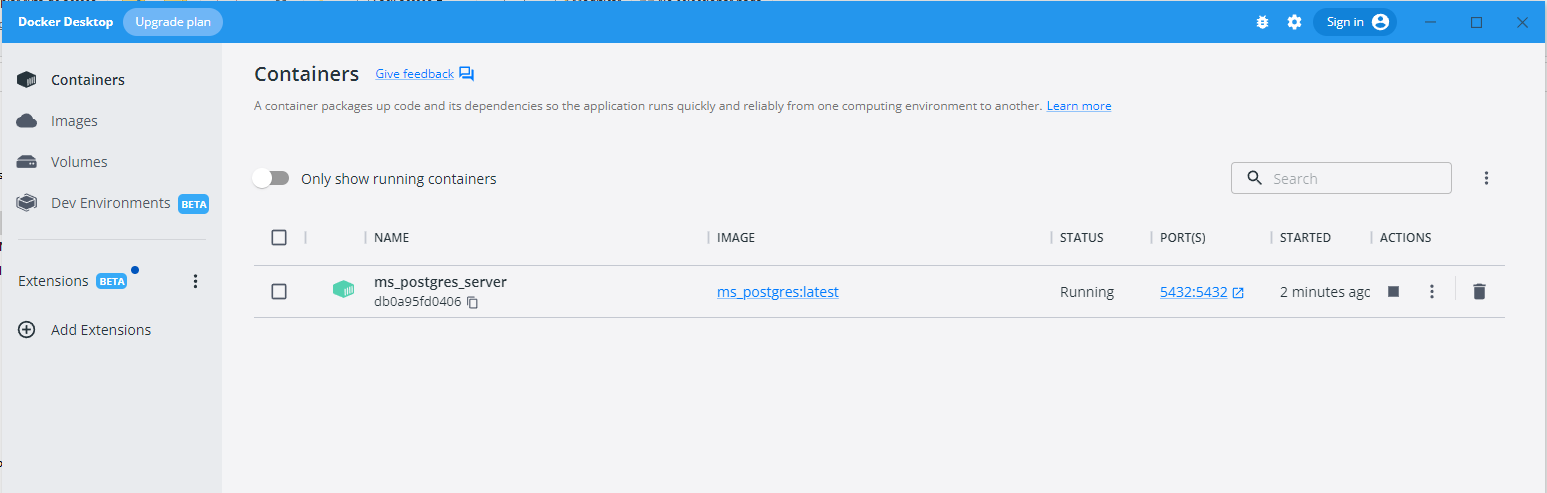 Docker Desktop Upgrade plan Sign in
Containers
Images
Volumes
Dev Environments BETA
Extensions BETA
Add Extensions
Containers Give feedback
A container packages up code and its dependencies so the application runs quickly and reliably from one computing environment to another. Learn more
Only show running containers Search
NAME IMAGE STATUS PORT(S) STARTED ACTIONS
ms_postgres_server
db0a95fd0406
ms_postgres:latest Running 5432:5432 2 minutes agc